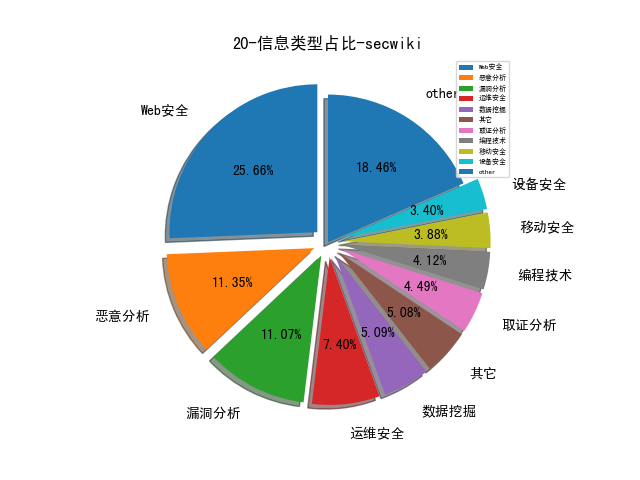 20-信息类型占比-secwiki
Web安全
恶意分析
漏洞分析
运维安全
数据挖掘
其它
取证分析
编程技术
移动安全
设备安全
other
Web安全
25.66%
恶意分析
11.35%
漏洞分析
11.07%
运维安全
7.40%
数据挖掘
5.09%
其它
5.08%
取证分析
4.49%
编程技术
4.12%
移动安全
3.88%
设备安全
3.40%
other
18.46%